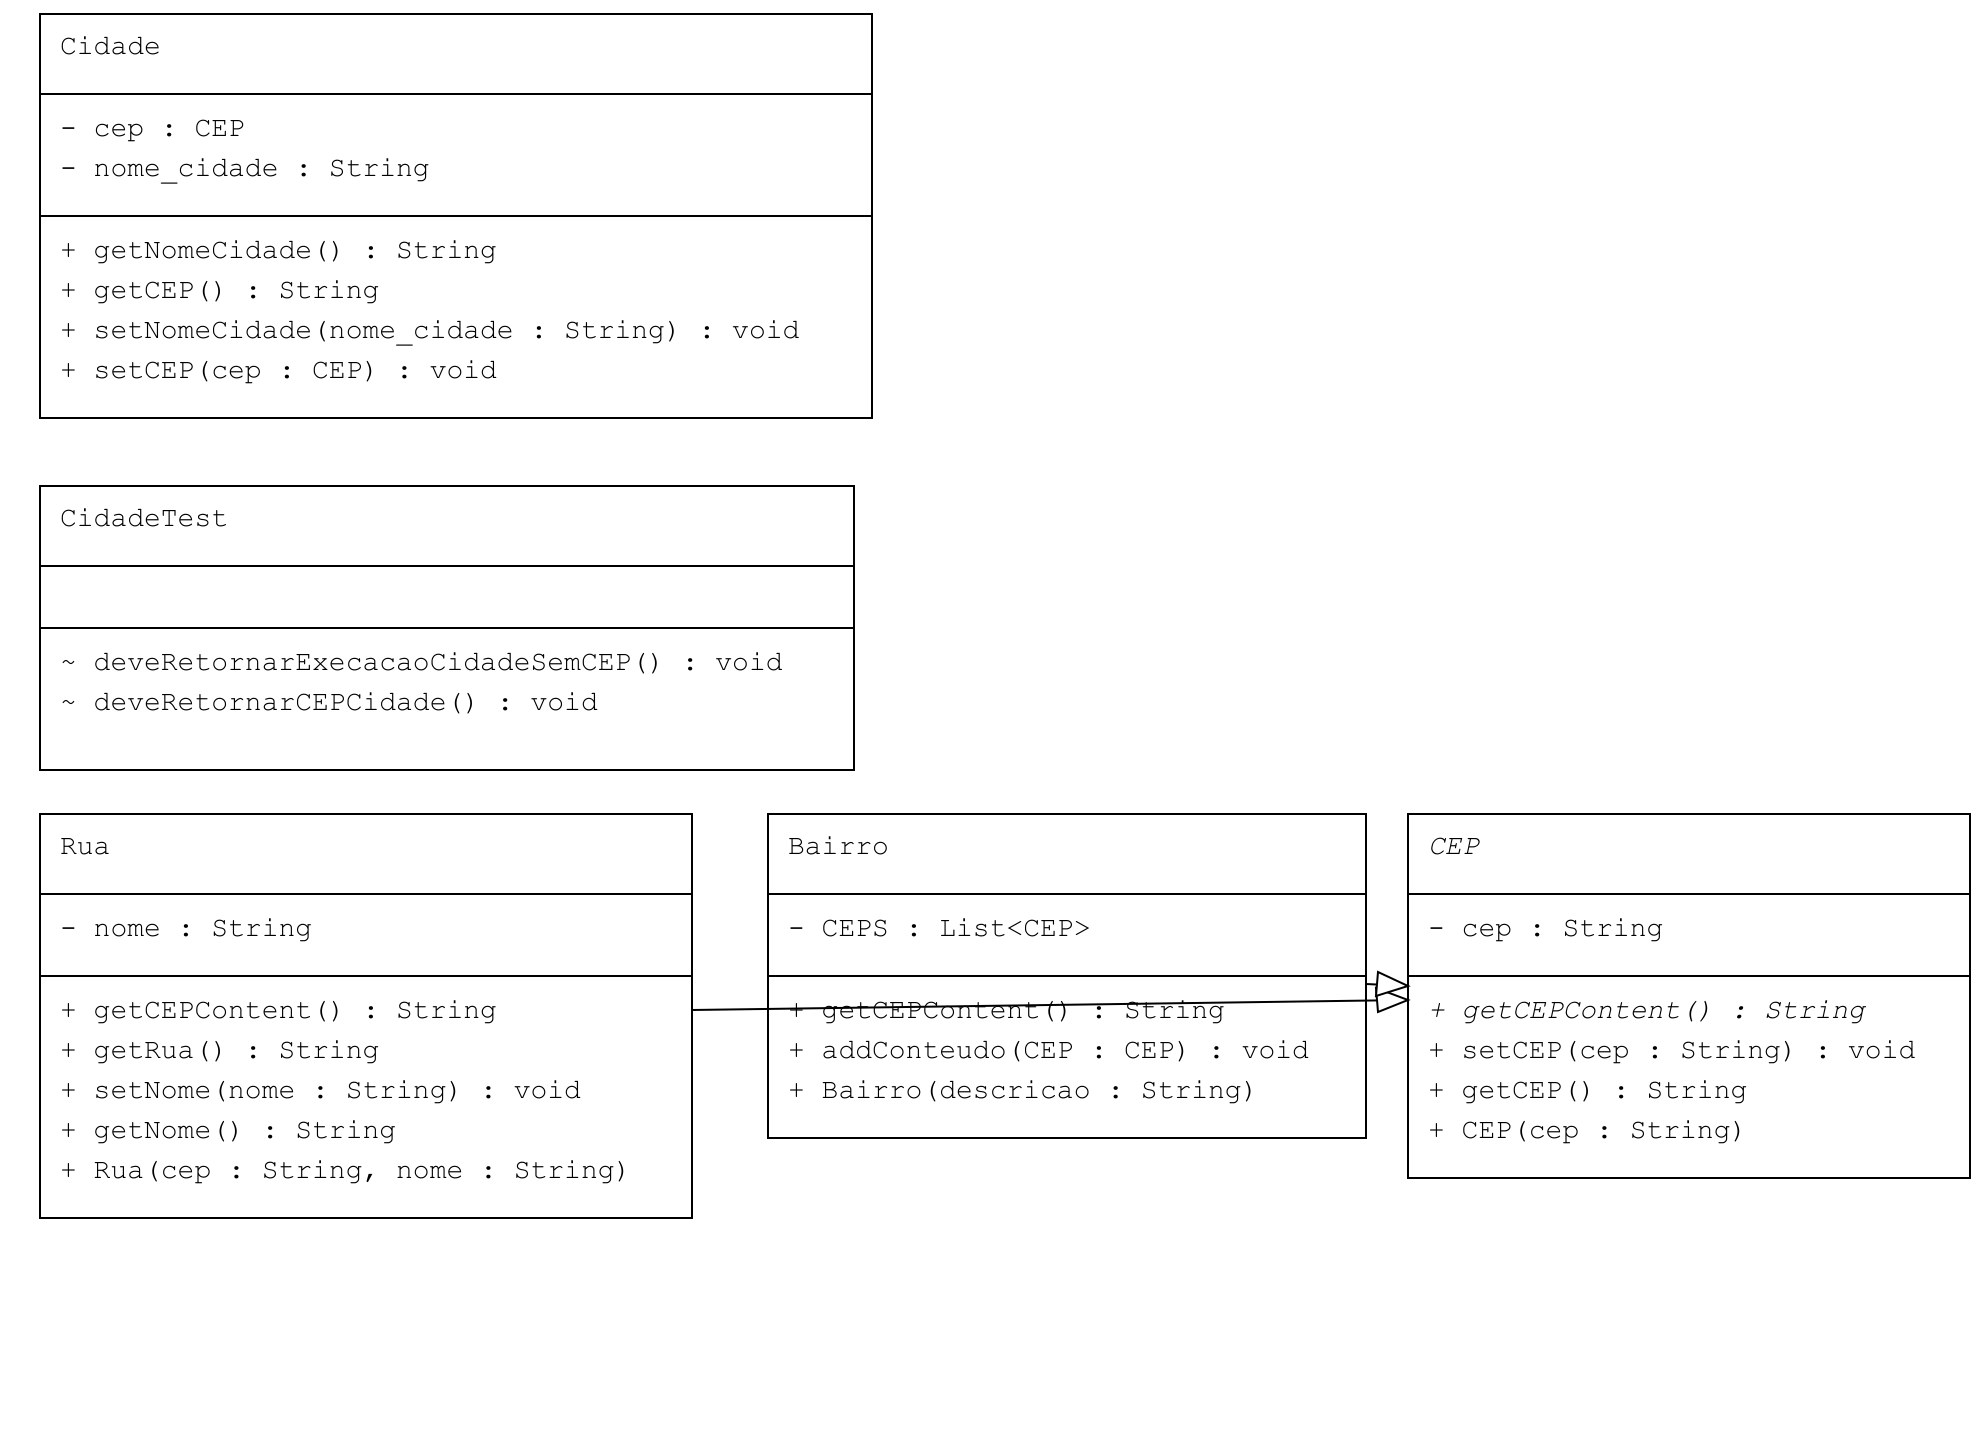 Cidade
- cep : CEP
- nome_cidade : String
+ getNomeCidade() : String
+ getCEP() : String
+ setNomeCidade(nome_cidade : String) : void
+ setCEP(cep : CEP) : void
CidadeTest
~ deveRetornarExecacaoCidadeSemCEP() : void
~ deveRetornarCEPCidade() : void
Rua
- nome : String
+ getCEPContent() : String
+ getRua() : String
+ setNome(nome : String) : void
+ getNome() : String
+ Rua(cep : String, nome : String)
Bairro
- CEPS : List<CEP>
+ getCEPContent() : String
+ addConteudo(CEP : CEP) : void
+ Bairro(descricao : String)
CEP
- cep : String
+ getCEPContent() : String
+ setCEP(cep : String) : void
+ getCEP() : String
+ CEP(cep : String)